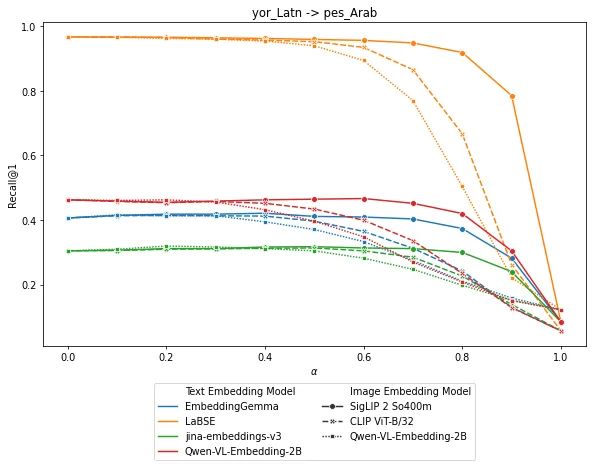 yor_Latn -> pes_Arab
1.0
0.8
0.6
0.4
0.2
Recall@1
0.0 0.2 0.4 0.6 0.8 1.0
α
Text Embedding Model Image Embedding Model
EmbeddingGemma SigLIP 2 So400m
LaBSE CLIP ViT-B/32
jina-embeddings-v3 Qwen-VL-Embedding-2B
Qwen-VL-Embedding-2B